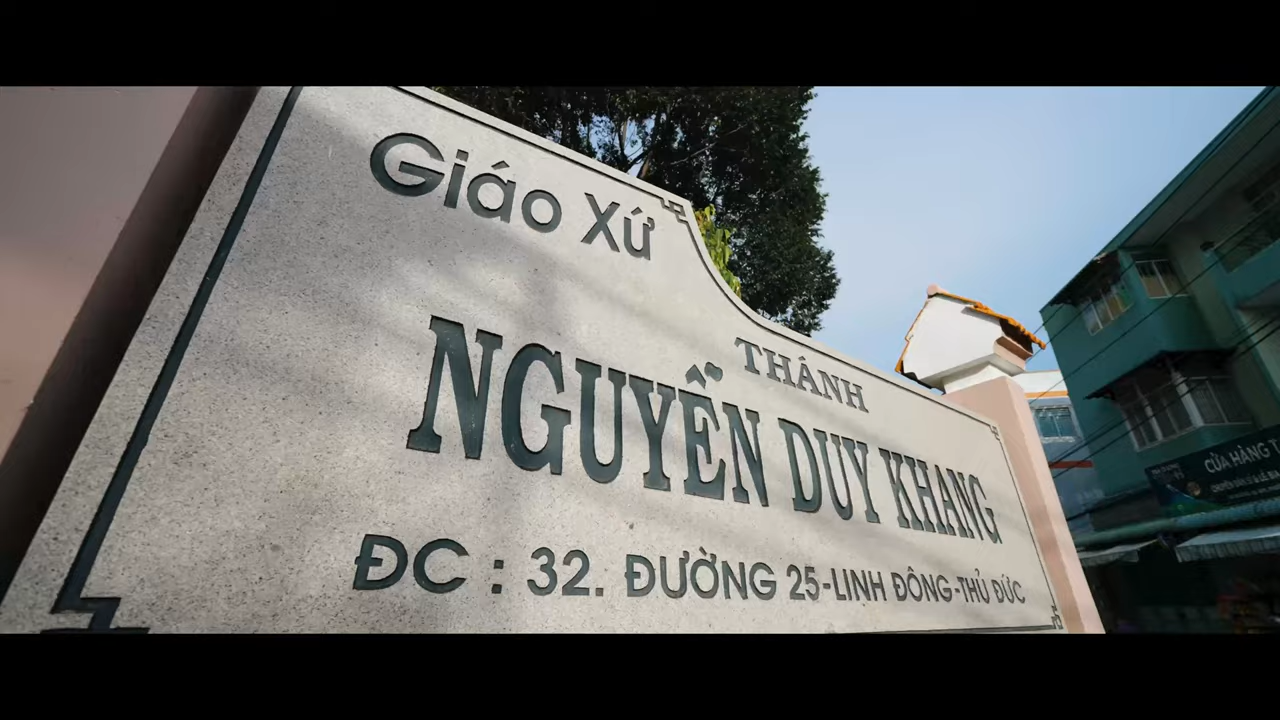 Giáo Xứ
THÁNH
NGUYỄN DUY KHANG
ĐC : 32. ĐƯỜNG 25-LINH ĐÔNG-THỦ ĐỨC
CỬA HÀNG